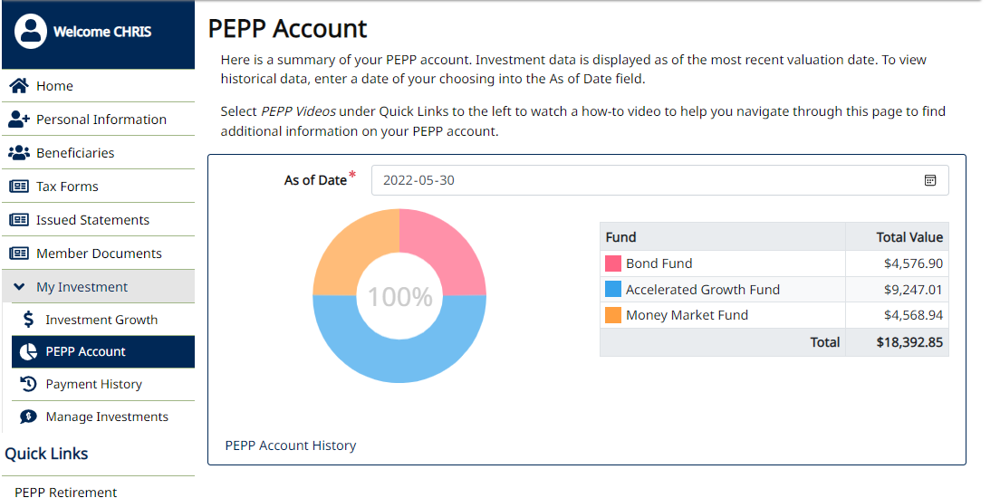 Welcome CHRIS
Home
Personal Information
Beneficiaries
Tax Forms
Issued Statements
Member Documents
My Investment
Investment Growth
PEPP Account
Payment History
Manage Investments
Quick Links
PEPP Retirement
PEPP Account
Here is a summary of your PEPP account. Investment data is displayed as of the most recent valuation date. To view
historical data, enter a date of your choosing into the As of Date field.
Select PEPP Videos under Quick Links to the left to watch a how-to video to help you navigate through this page to find
additional information on your PEPP account.
As of Date* 2022-05-30
100%
Fund Total Value
Bond Fund $4,576.90
Accelerated Growth Fund $9,247.01
Money Market Fund $4,568.94
Total $18,392.85
PEPP Account History